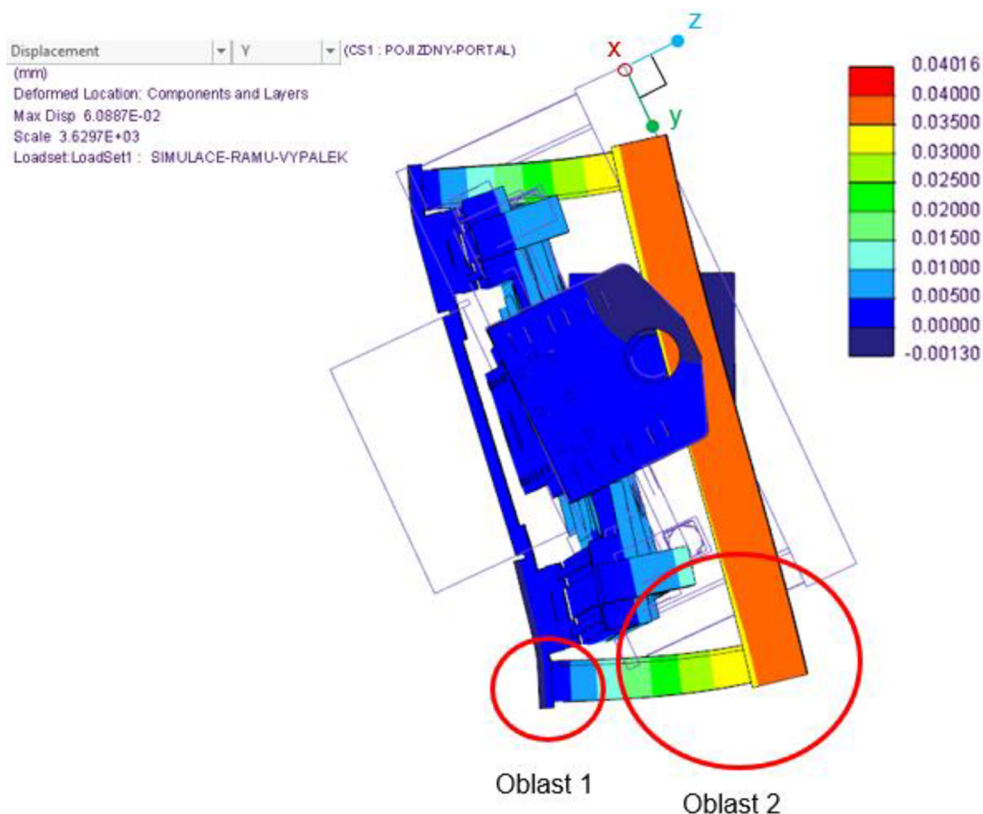 Displacement Y (CS1 : POJIZDNY-PORTAL)
(mm)
Deformed Location: Components and Layers
Max Disp 6.0887E-02
Scale 3.6297E+03
Loadset:LoadSet1 : SIMULACE-RAMU-VYPALEK
z
x
y
0.04016
0.04000
0.03500
0.03000
0.02500
0.02000
0.01500
0.01000
0.00500
0.00000
-0.00130
Oblast 1
Oblast 2